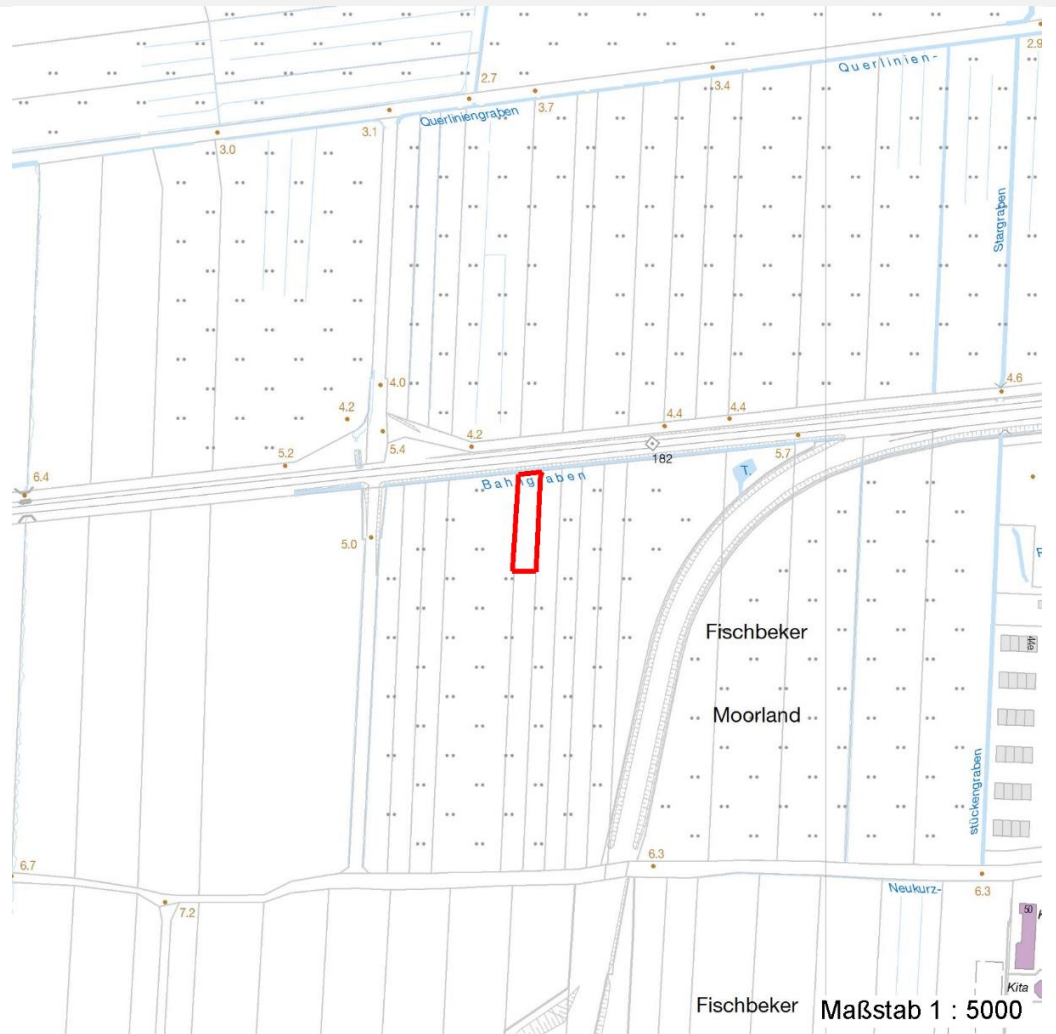 2.9
Querlinien-
2.7
3.4
3.7
Querliniengraben
3.1
3.0
Stargraben
4.0
4.6
4.2
4.4
4.4
5.4
4.2
5.7
5.2
182
T.
6.4
Bahngraben
5.0
Fischbeker
Moorland
stückengraben
6.3
6.7
Neukurz-
6.3
7.2
50
Kita
Fischbeker
Maßstab 1 : 5000